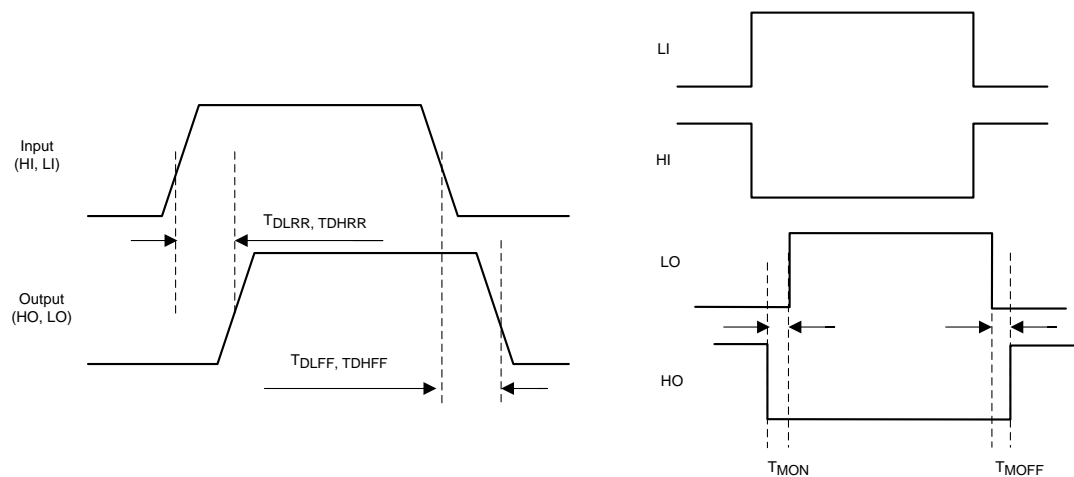 Input
(HI, LI)
TDLRR, TDHRR
Output
(HO, LO)
TDLFF, TDHFF
LI
HI
LO
HO
TMON
TMOFF